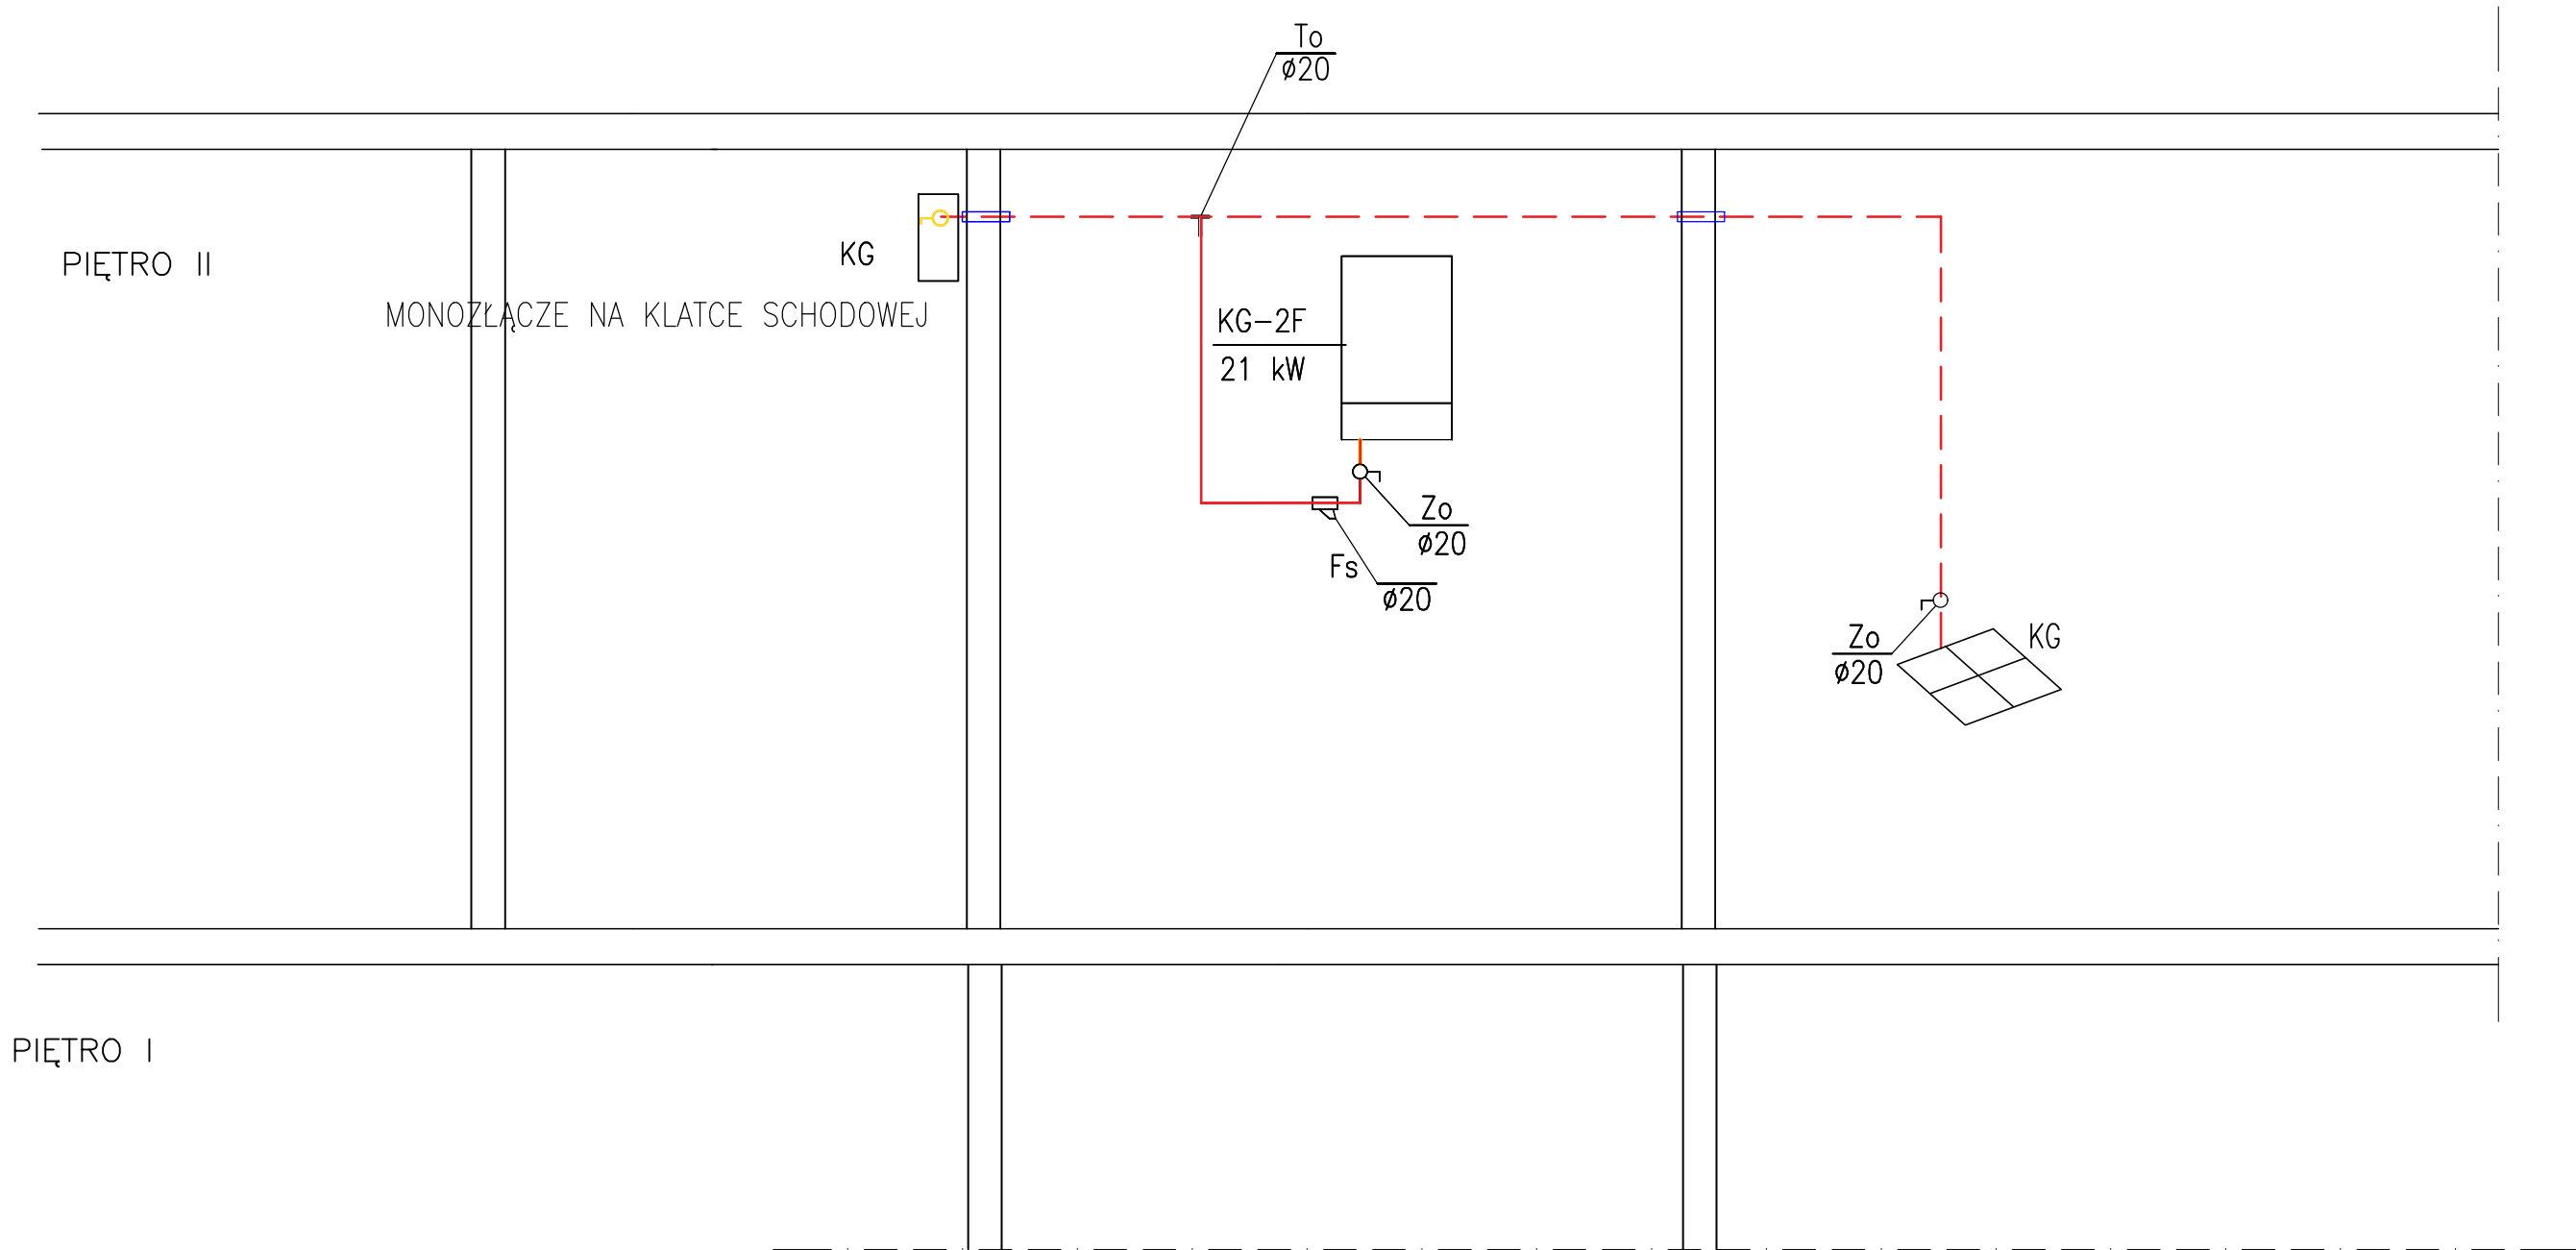 To
ø20
PIĘTRO II
KG
MONOZŁĄCZE NA KLATCE SCHODOWEJ
KG-2F
21 kW
Zo
ø20
Fs
ø20
Zo
ø20
KG
PIĘTRO I